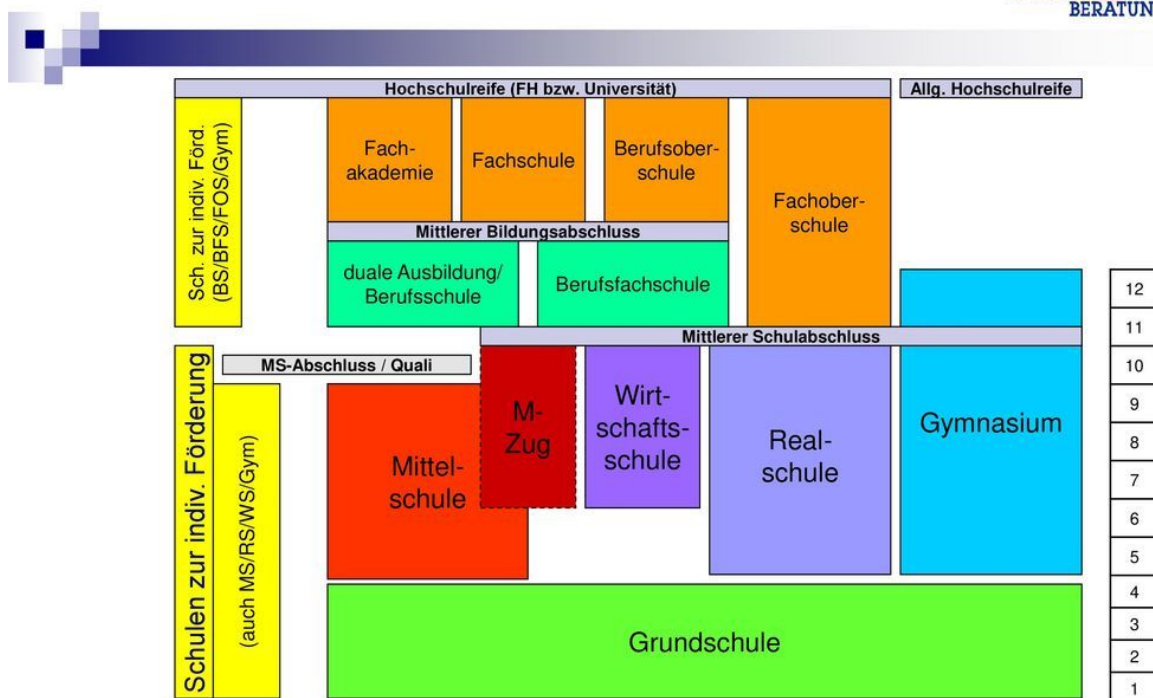 BERATUN
Hochschulreife (FH bzw. Universität)
Allg. Hochschulreife
Sch. zur indiv. Förd.
(BS/BFS/FOS/Gym)
Fach-
akademie
Fachschule
Berufsober-
schule
Fachober-
schule
Mittlerer Bildungsabschluss
duale Ausbildung/
Berufsschule
Berufsfachschule
Mittlerer Schulabschluss
MS-Abschluss / Quali
Schulen zur indiv. Förderung
(auch MS/RS/WS/Gym)
Mittel-
schule
M-
Zug
Wirt-
schafts-
schule
Real-
schule
Gymnasium
Grundschule
12
11
10
9
8
7
6
5
4
3
2
1